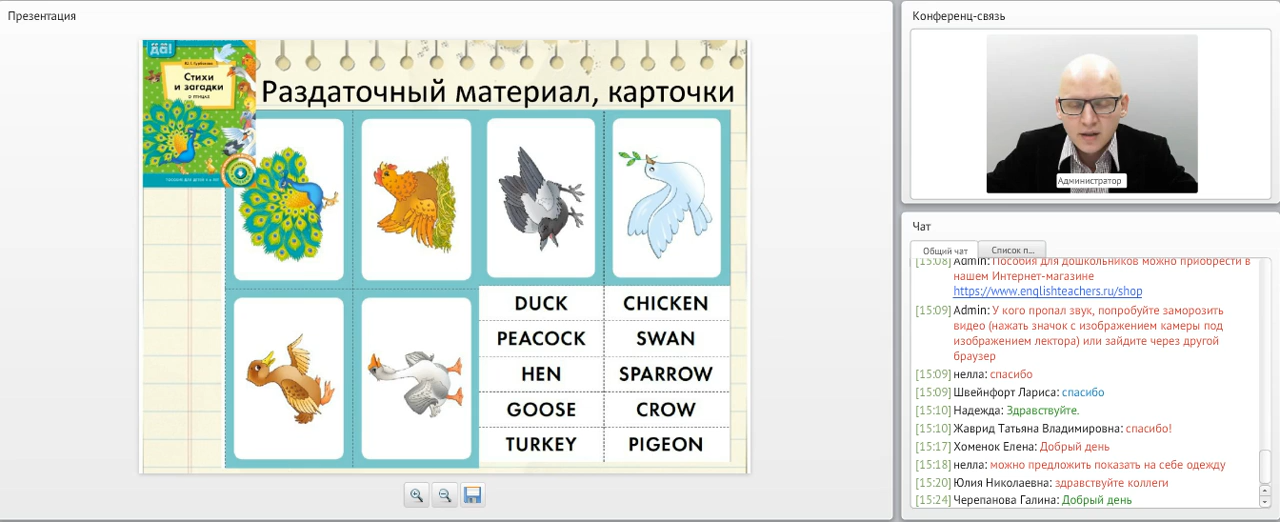 Презентация
ДА!
Стихи
и загадки
о птицах
Раздаточный материал, карточки
DUCK CHICKEN
PEACOCK SWAN
HEN SPARROW
GOOSE CROW
TURKEY PIGEON
Конференц-связь
Администратор
Чат
Общий чат Список п...
[15:08] Admin: Пособия для дошкольников можно приобрести в
нашем Интернет-магазине
https://www.englishteachers.ru/shop
[15:09] Admin: У кого пропал звук, попробуйте заморозить
видео (нажать значок с изображением камеры под
изображением лектора) или зайдите через другой
браузер
[15:09] нелла: спасибо
[15:09] Швейнфорт Лариса: спасибо
[15:10] Надежда: Здравствуйте.
[15:10] Жаврид Татьяна Владимировна: спасибо!
[15:17] Хоменок Елена: Добрый день
[15:18] нелла: можно предложить показать на себе одежду
[15:20] Юлия Николаевна: здравствуйте коллеги
[15:24] Черепанова Галина: Добрый день